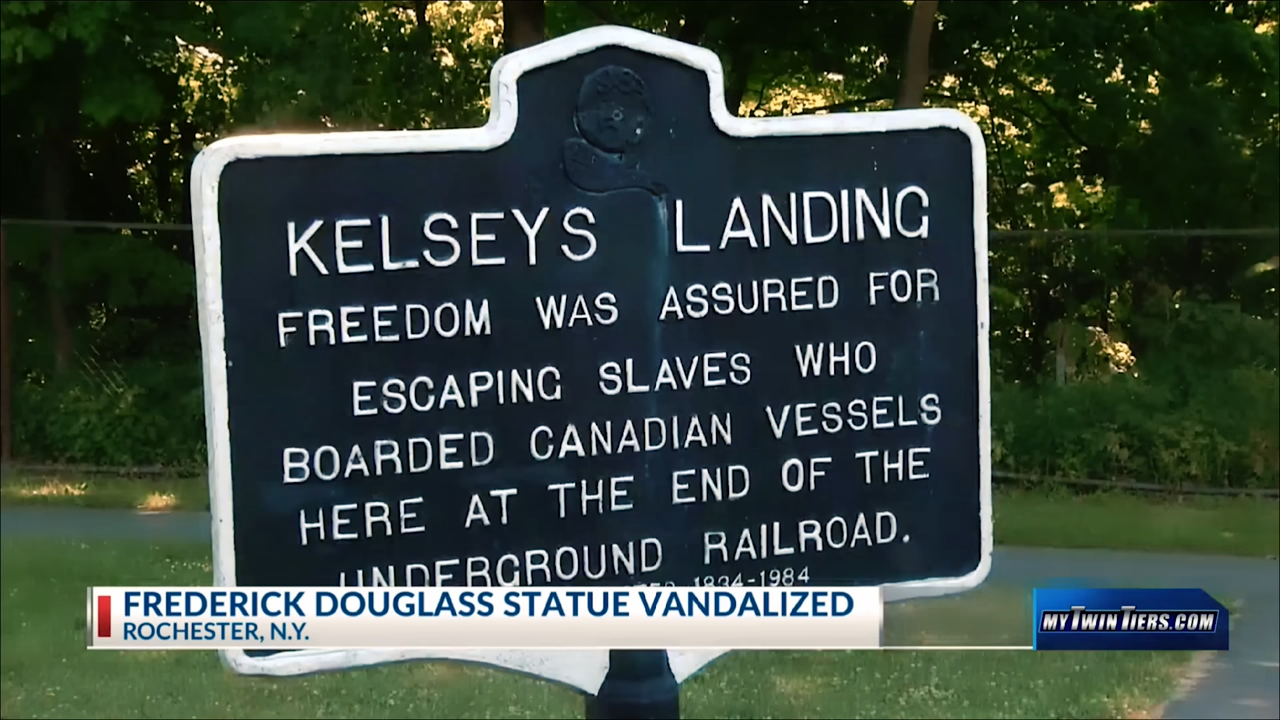 KELSEYS LANDING
FREEDOM WAS ASSURED FOR
ESCAPING SLAVES WHO
BOARDED CANADIAN VESSELS
HERE AT THE END OF THE
UNDERGROUND RAILROAD.
1834-1984
FREDERICK DOUGLASS STATUE VANDALIZED
ROCHESTER, N.Y.
MYTWINTIERS.COM